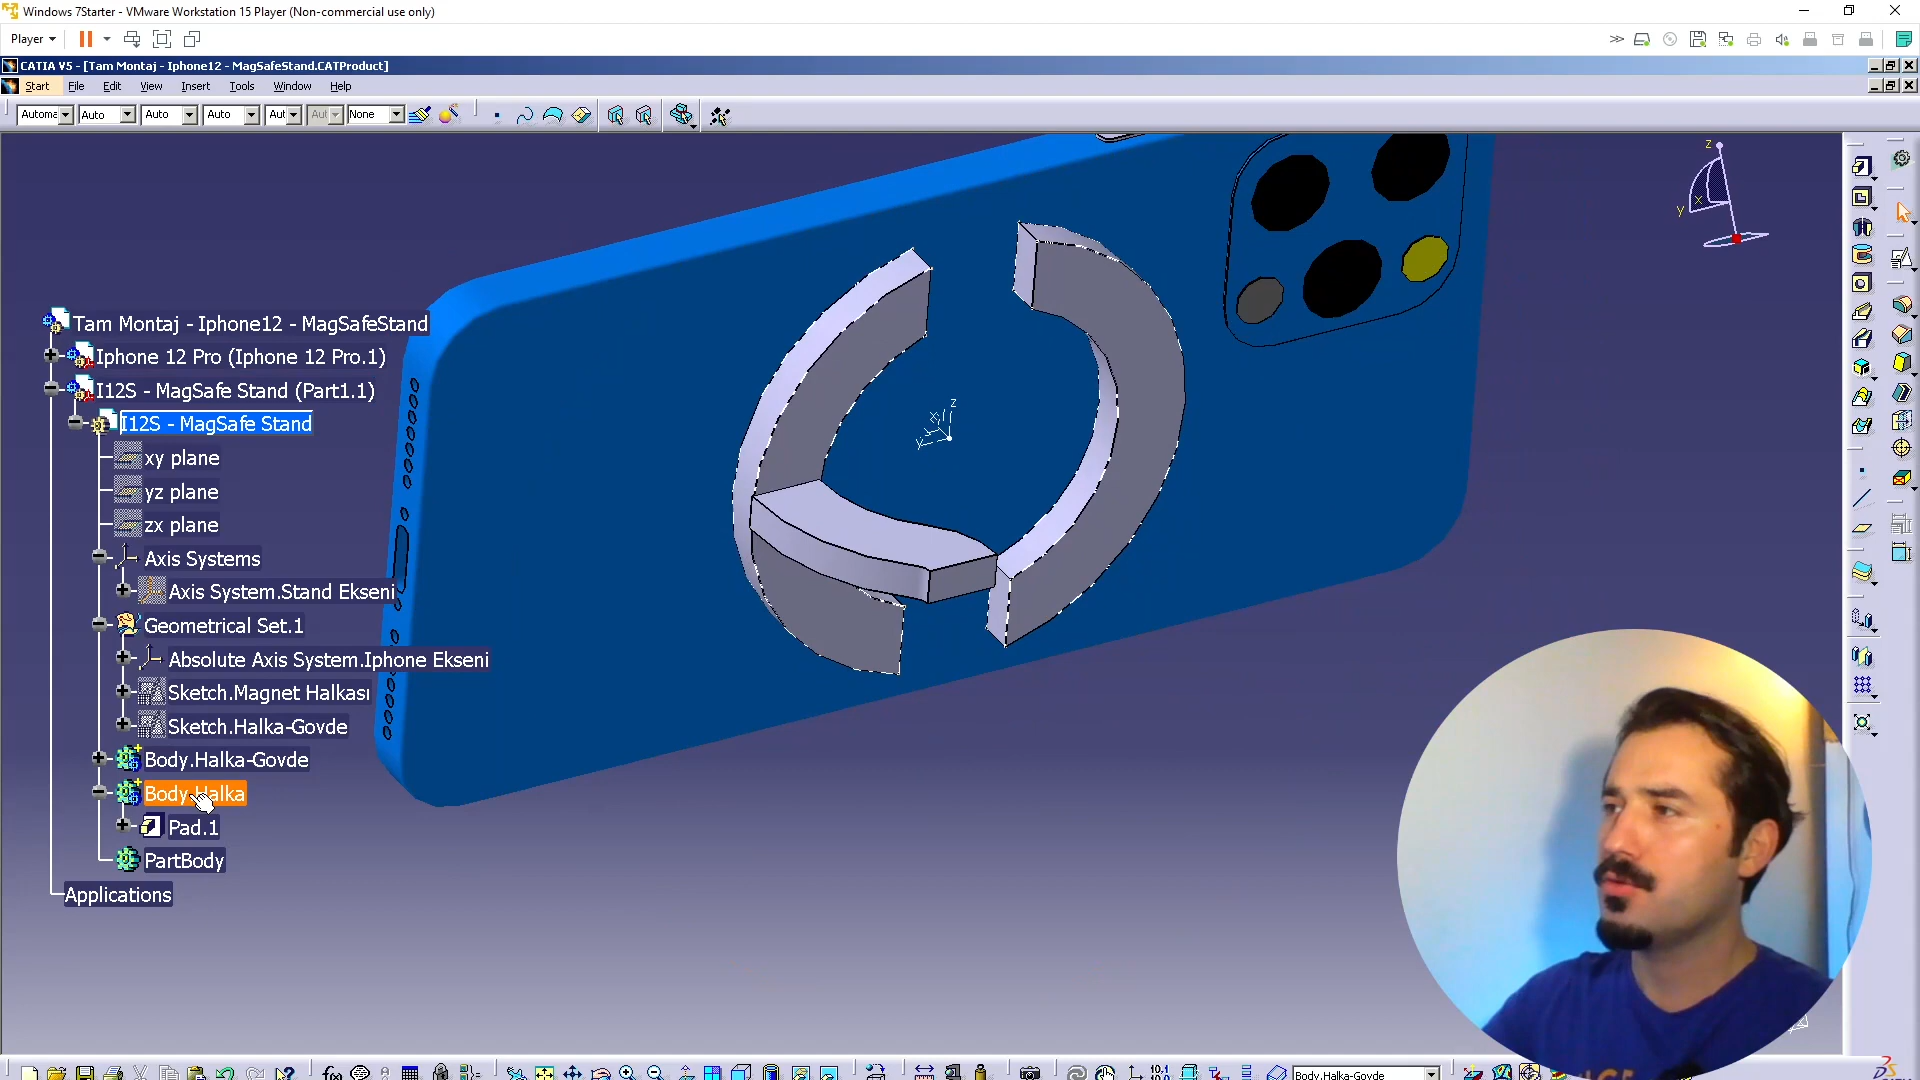 Windows 7Starter - VMware Workstation 15 Player (Non-commercial use only)
Player
CATIA V5 - [Tam Montaj - Iphone12 - MagSafeStand.CATProduct]
Start File Edit View Insert Tools Window Help
Automa Auto Auto Auto Aut Aut None
z
y x
z
x
y
Tam Montaj - Iphone12 - MagSafeStand
Iphone 12 Pro (Iphone 12 Pro.1)
I12S - MagSafe Stand (Part1.1)
I12S - MagSafe Stand
xy plane
yz plane
zx plane
Axis Systems
Axis System.Stand Ekseni
Geometrical Set.1
Absolute Axis System.Iphone Ekseni
Sketch.Magnet Halkası
Sketch.Halka-Govde
Body.Halka-Govde
Body.Halka
Pad.1
PartBody
Applications
Body.Halka-Govde